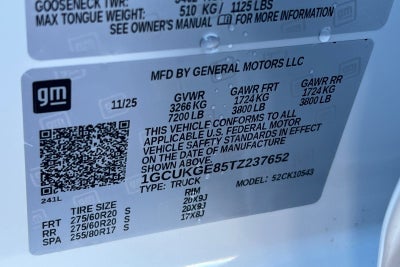 GOOSENECK TWR:
MAX TONGUE WEIGHT: 510 KG / 1125 LBS
SEE OWNER'S MANUAL FOR MORE INFORMATION
MFD BY GENERAL MOTORS LLC
gm
11/25
GVWR GAWR FRT GAWR RR
3266 KG 1724 KG 1724 KG
7200 LB 3800 LB 3800 LB
THIS VEHICLE CONFORMS TO ALL
APPLICABLE U.S. FEDERAL MOTOR
VEHICLE SAFETY STANDARDS IN EFFECT
ON THE DATE OF MANUFACTURE
SHOWN ABOVE.
1GCUKGE85TZ237652
TYPE: TRUCK MODEL: 52CK10543
241L
TIRE SIZE RIM
FRT 275/60R20 S 20X9J
RR 275/60R20 S 20X9J
SPA 255/80R17 S 17X8J